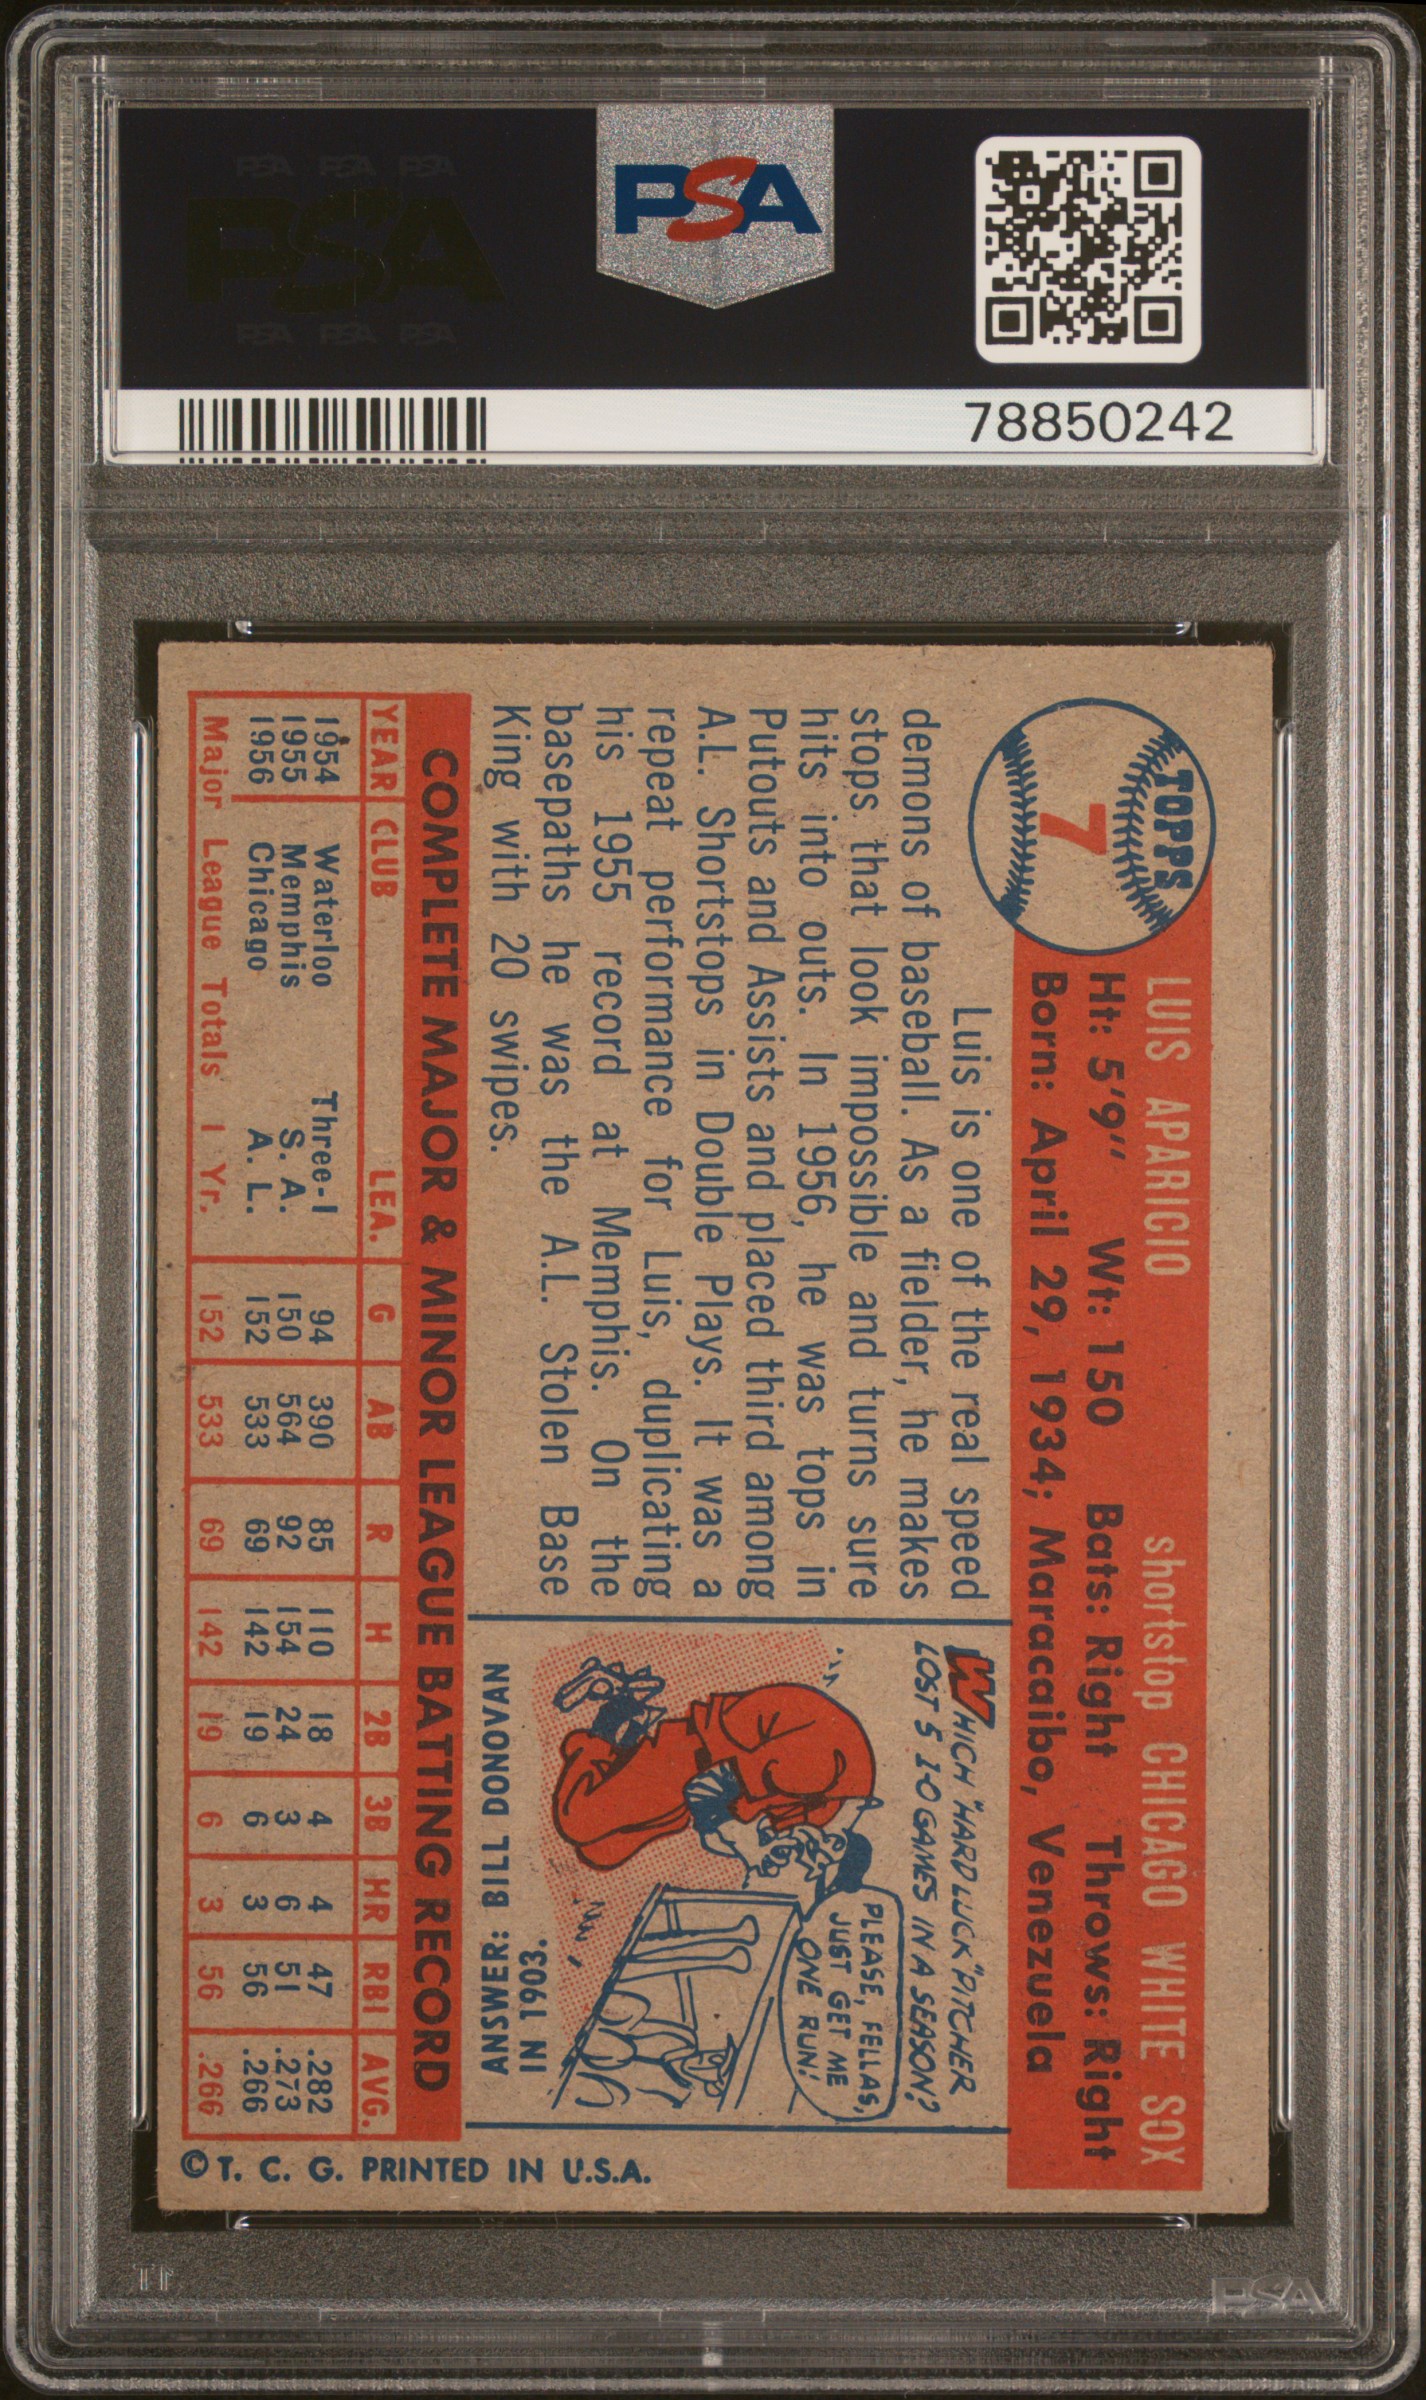 PSA PSA PSA
PSA
PSA PSA PSA
PSA
78850242
TOPPS
7
LUIS APARICIO shortstop CHICAGO WHITE SOX
Ht: 5'9" Wt: 150 Bats: Right Throws: Right
Born: April 29, 1934; Maracaibo, Venezuela
Luis is one of the real speed
demons of baseball. As a fielder, he makes
stops that look impossible and turns sure
hits into outs. In 1956, he was tops in
Putouts and Assists and placed third among
A.L. Shortstops in Double Plays. It was a
repeat performance for Luis, duplicating
his 1955 record at Memphis. On the
basepaths he was the A.L. Stolen Base
King with 20 swipes.
WHICH "HARD LUCK" PITCHER
LOST 5 1-0 GAMES IN A SEASON?
PLEASE, FELLAS,
JUST GET ME
ONE RUN!
ANSWER: BILL DONOVAN
IN 1903.
COMPLETE MAJOR & MINOR LEAGUE BATTING RECORD
YEAR CLUB LEA. G AB R H 2B 3B HR RBI AVG.
1954 Waterloo Three-I 94 390 85 110 18 4 4 47 .282
1955 Memphis S. A. 150 564 92 154 24 3 6 51 .273
1956 Chicago A. L. 152 533 69 142 19 6 3 56 .266
Major League Totals 1 Yr. 152 533 69 142 19 6 3 56 .266
© T. C. G. PRINTED IN U.S.A.
PSA